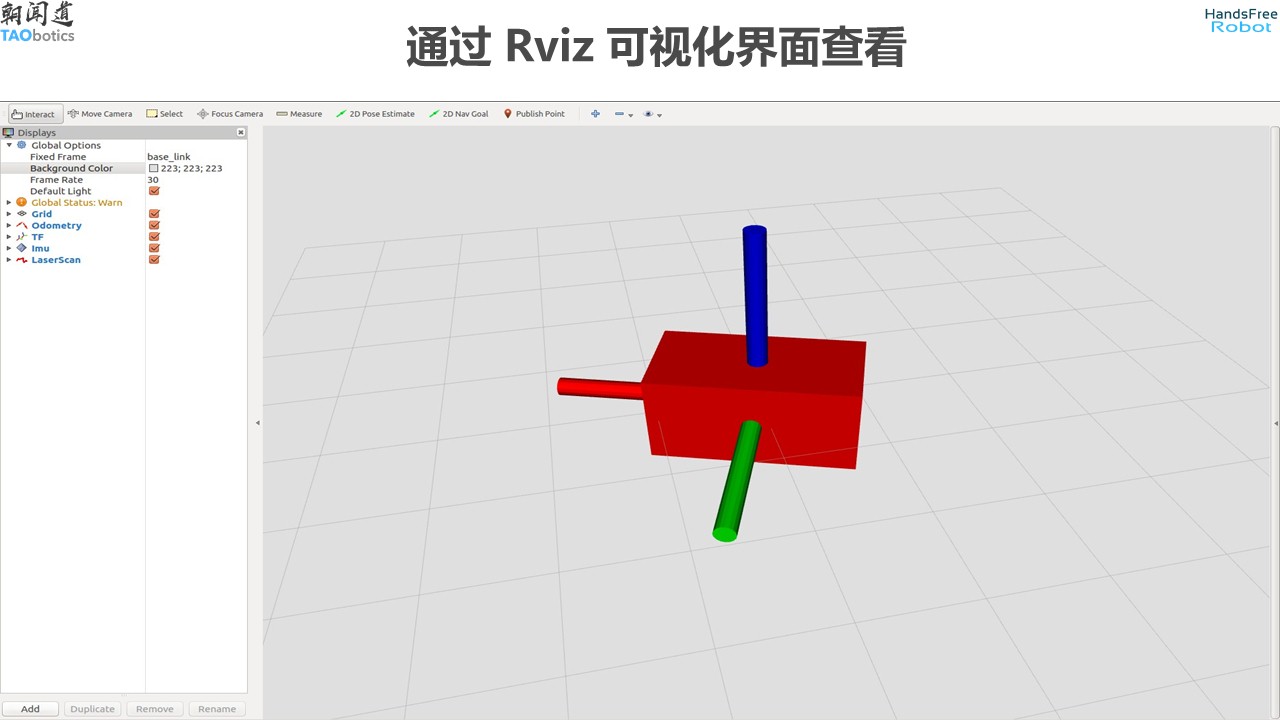 朝闻道
TAObotics
通过 Rviz 可视化界面查看
HandsFree
Robot
Interact Move Camera Select Focus Camera Measure 2D Pose Estimate 2D Nav Goal Publish Point
Displays
Global Options
Fixed Frame base_link
Background Color 223; 223; 223
Frame Rate 30
Default Light
Global Status: Warn
Grid
Odometry
TF
Imu
LaserScan
Add Duplicate Remove Rename